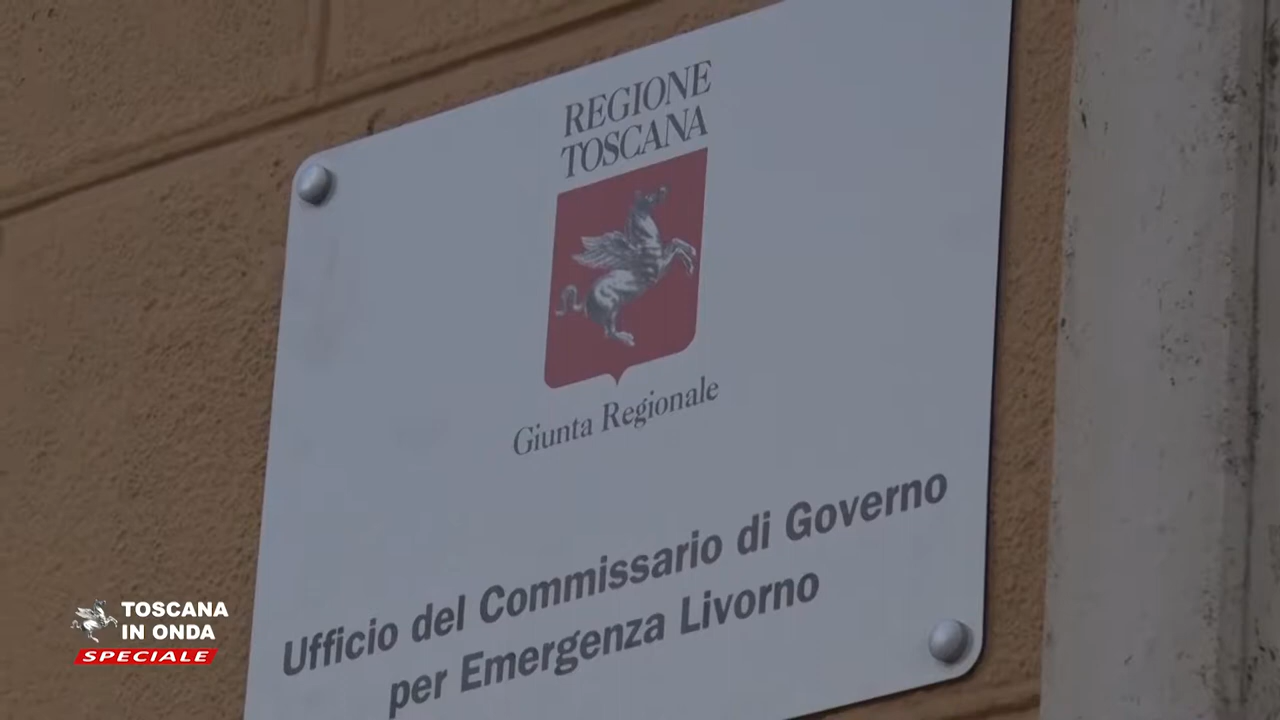 REGIONE
TOSCANA
Giunta Regionale
Ufficio del Commissario di Governo
per Emergenza Livorno
TOSCANA
IN ONDA
SPECIALE